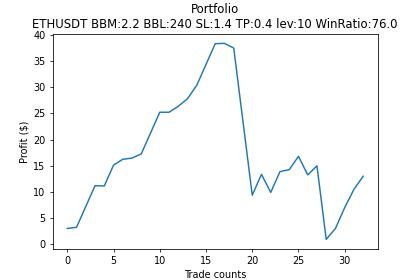 Portfolio
ETHUSDT BBM:2.2 BBL:240 SL:1.4 TP:0.4 lev:10 WinRatio:76.0
40
35
30
25
20
15
10
5
0
Profit ($)
0 5 10 15 20 25 30
Trade counts